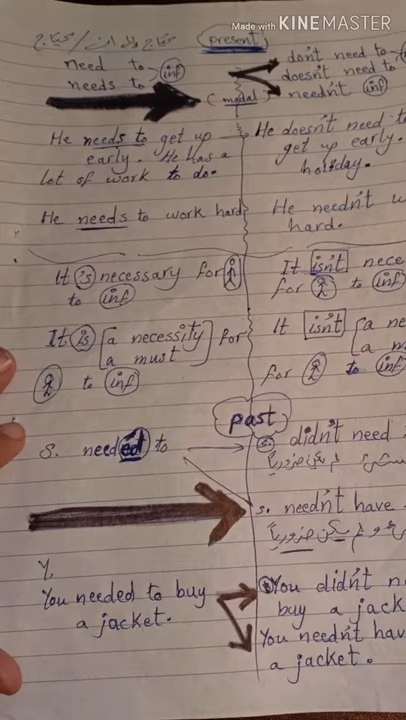 Made with KINEMASTER
present
need to
needs to
inf
don't need to
doesn't need to
(modal)
needn't inf
He needs to get up
early. He has a
lot of work to do.
He doesn't need t
get up early
holiday.
He needs to work hard
He needn't w
hard.
It is necessary for
to inf
It isn't nece
for to inf
It is a necessity for
a must
to inf
It isn't a ne
a m
for to inf
past
S. needed to
S. didn't need
S. needn't have
You needed to buy
a jacket.
You didn't n
buy a jack
You needn't hav
a jacket.